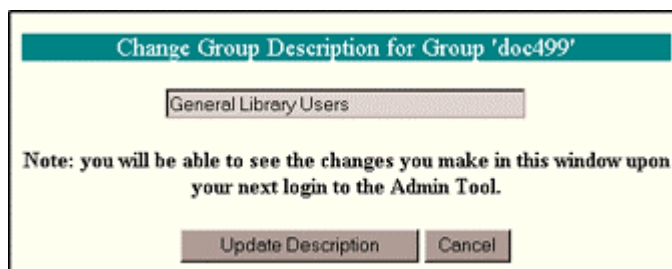 Change Group Description for Group 'doc499'
General Library Users
Note: you will be able to see the changes you make in this window upon
your next login to the Admin Tool.
Update Description Cancel